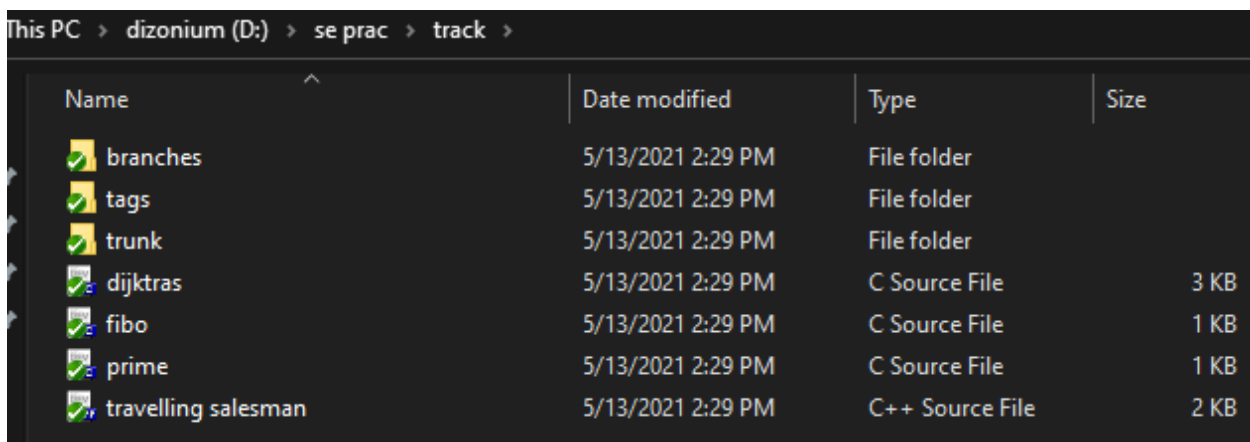 This PC > dizonium (D:) > se prac > track >
Name Date modified Type Size
branches 5/13/2021 2:29 PM File folder
tags 5/13/2021 2:29 PM File folder
trunk 5/13/2021 2:29 PM File folder
dijktras 5/13/2021 2:29 PM C Source File 3 KB
fibo 5/13/2021 2:29 PM C Source File 1 KB
prime 5/13/2021 2:29 PM C Source File 1 KB
travelling salesman 5/13/2021 2:29 PM C++ Source File 2 KB